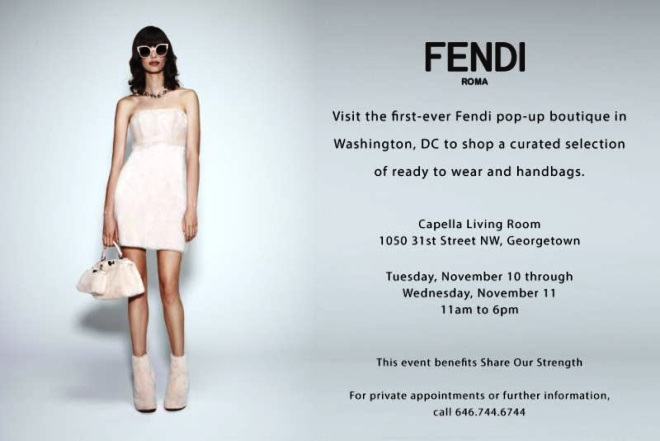 FENDI
ROMA
Visit the first-ever Fendi pop-up boutique in
Washington, DC to shop a curated selection
of ready to wear and handbags.
Capella Living Room
1050 31st Street NW, Georgetown
Tuesday, November 10 through
Wednesday, November 11
11am to 6pm
This event benefits Share Our Strength
For private appointments or further information,
call 646.744.6744